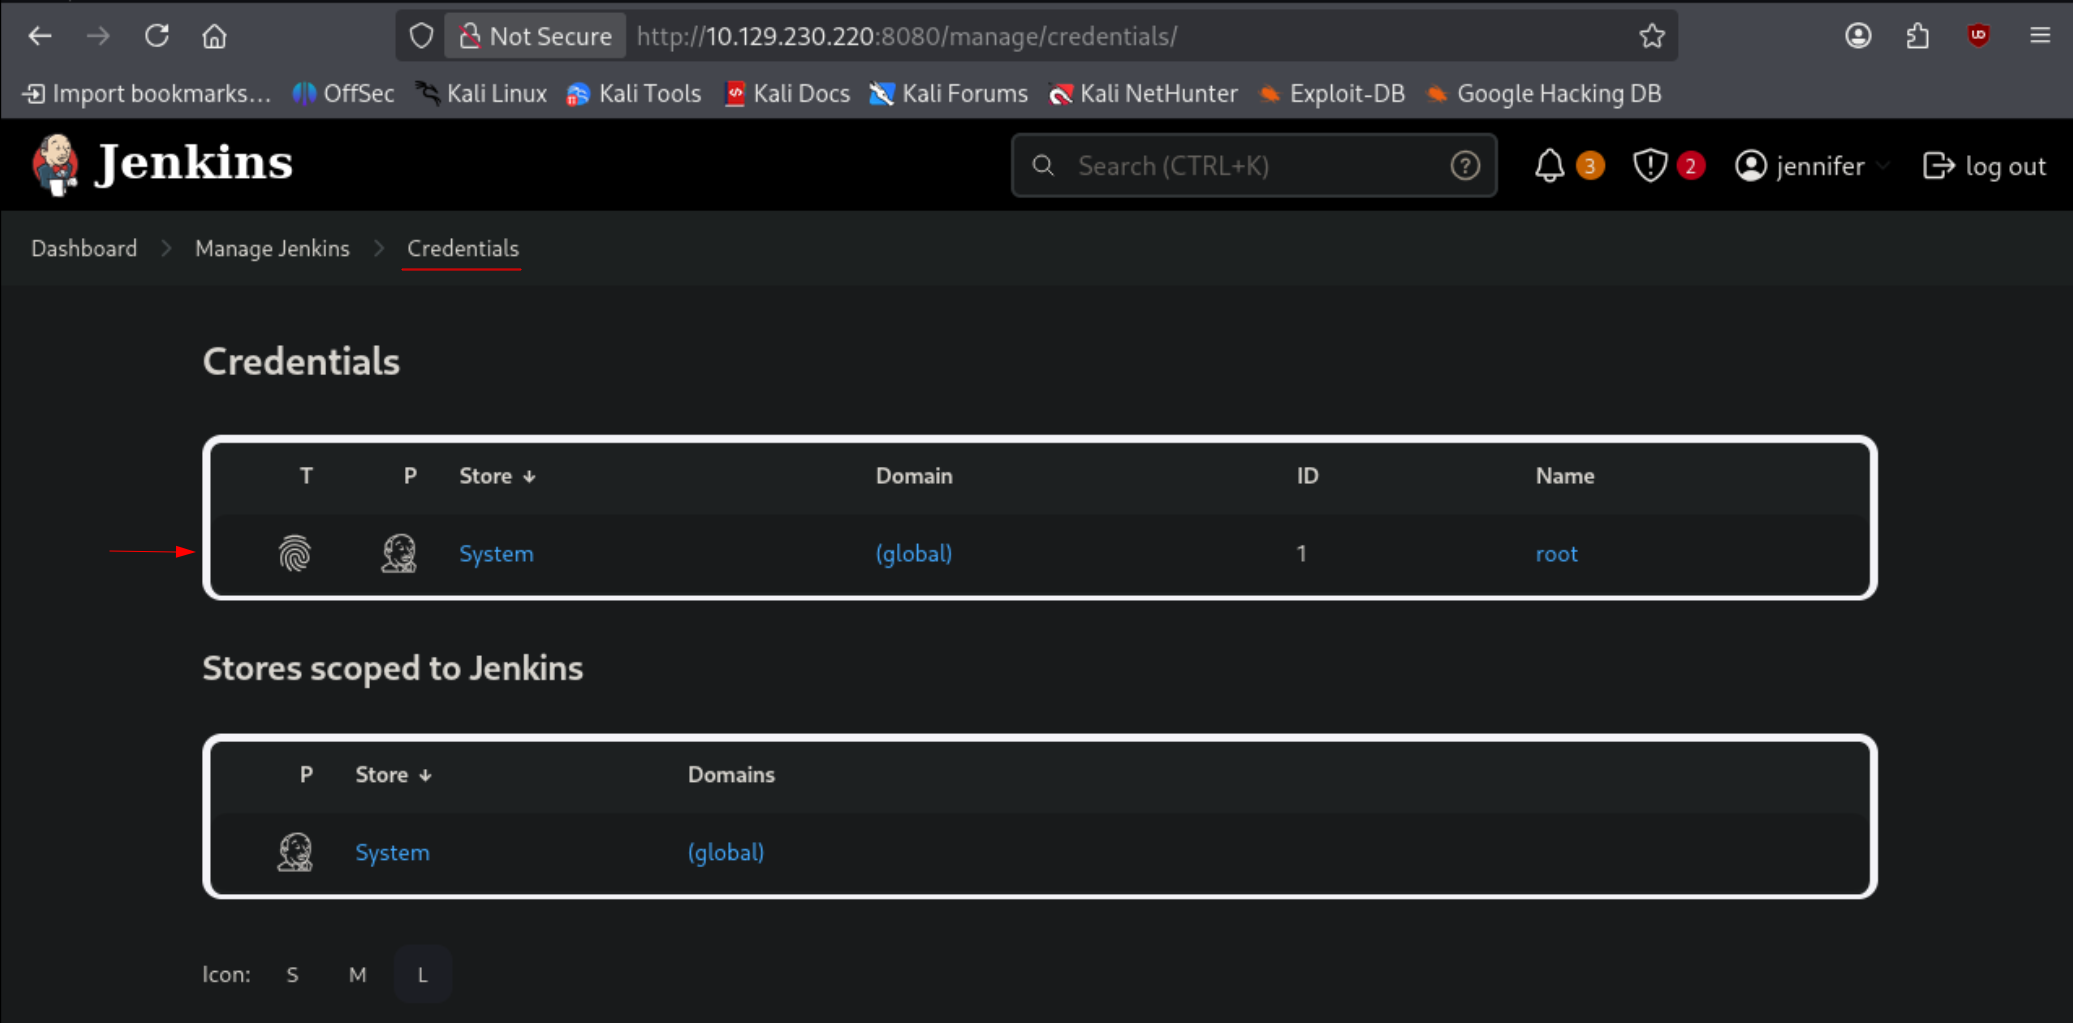 Not Secure http://10.129.230.220:8080/manage/credentials/
Import bookmarks... OffSec Kali Linux Kali Tools Kali Docs Kali Forums Kali NetHunter Exploit-DB Google Hacking DB
Jenkins Search (CTRL+K) ? 3 2 jennifer log out
Dashboard Manage Jenkins Credentials
Credentials
T P Store ↓ Domain ID Name
System (global) 1 root
Stores scoped to Jenkins
P Store ↓ Domains
System (global)
Icon: S M L